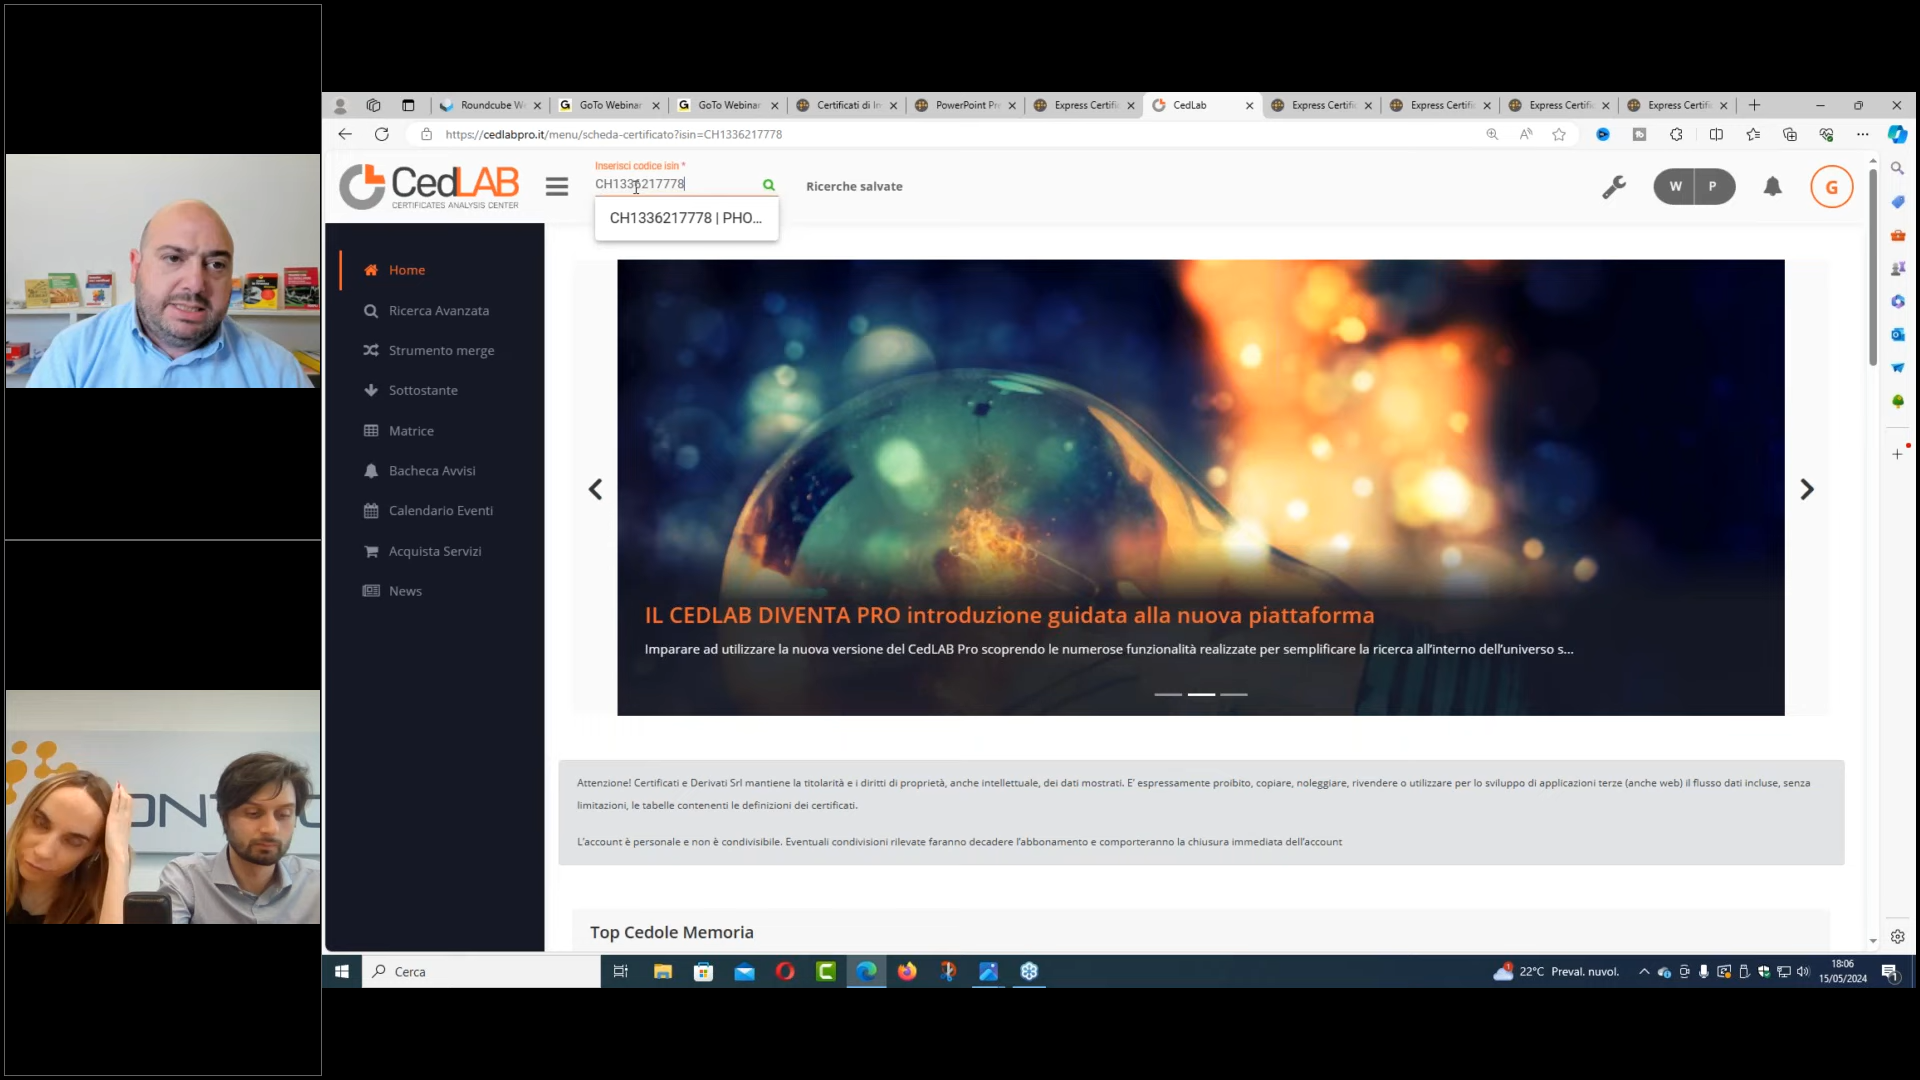 Roundcube W
GoTo Webinar
GoTo Webinar
Certificati di In
PowerPoint Pr
Express Certific
CedLab
Express Certific
Express Certific
Express Certific
Express Certific
https://cedlabpro.it/menu/scheda-certificato?isin=CH1336217778
CedLAB
CERTIFICATES ANALYSIS CENTER
Inserisci codice isin *
CH1336217778
Ricerche salvate
W P
G
CH1336217778 | PHO...
Home
Ricerca Avanzata
Strumento merge
Sottostante
Matrice
Bacheca Avvisi
Calendario Eventi
Acquista Servizi
News
IL CEDLAB DIVENTA PRO introduzione guidata alla nuova piattaforma
Imparare ad utilizzare la nuova versione del CedLAB Pro scoprendo le numerose funzionalità realizzate per semplificare la ricerca all'interno dell'universo s...
Attenzione! Certificati e Derivati Srl mantiene la titolarità e i diritti di proprietà, anche intellettuale, dei dati mostrati. E' espressamente proibito, copiare, noleggiare, rivendere o utilizzare per lo sviluppo di applicazioni terze (anche web) il flusso dati incluse, senza
limitazioni, le tabelle contenenti le definizioni dei certificati.
L'account è personale e non è condivisibile. Eventuali condivisioni rilevate faranno decadere l'abbonamento e comporteranno la chiusura immediata dell'account
Top Cedole Memoria
Cerca
22°C Preval. nuvol.
18:06
15/05/2024